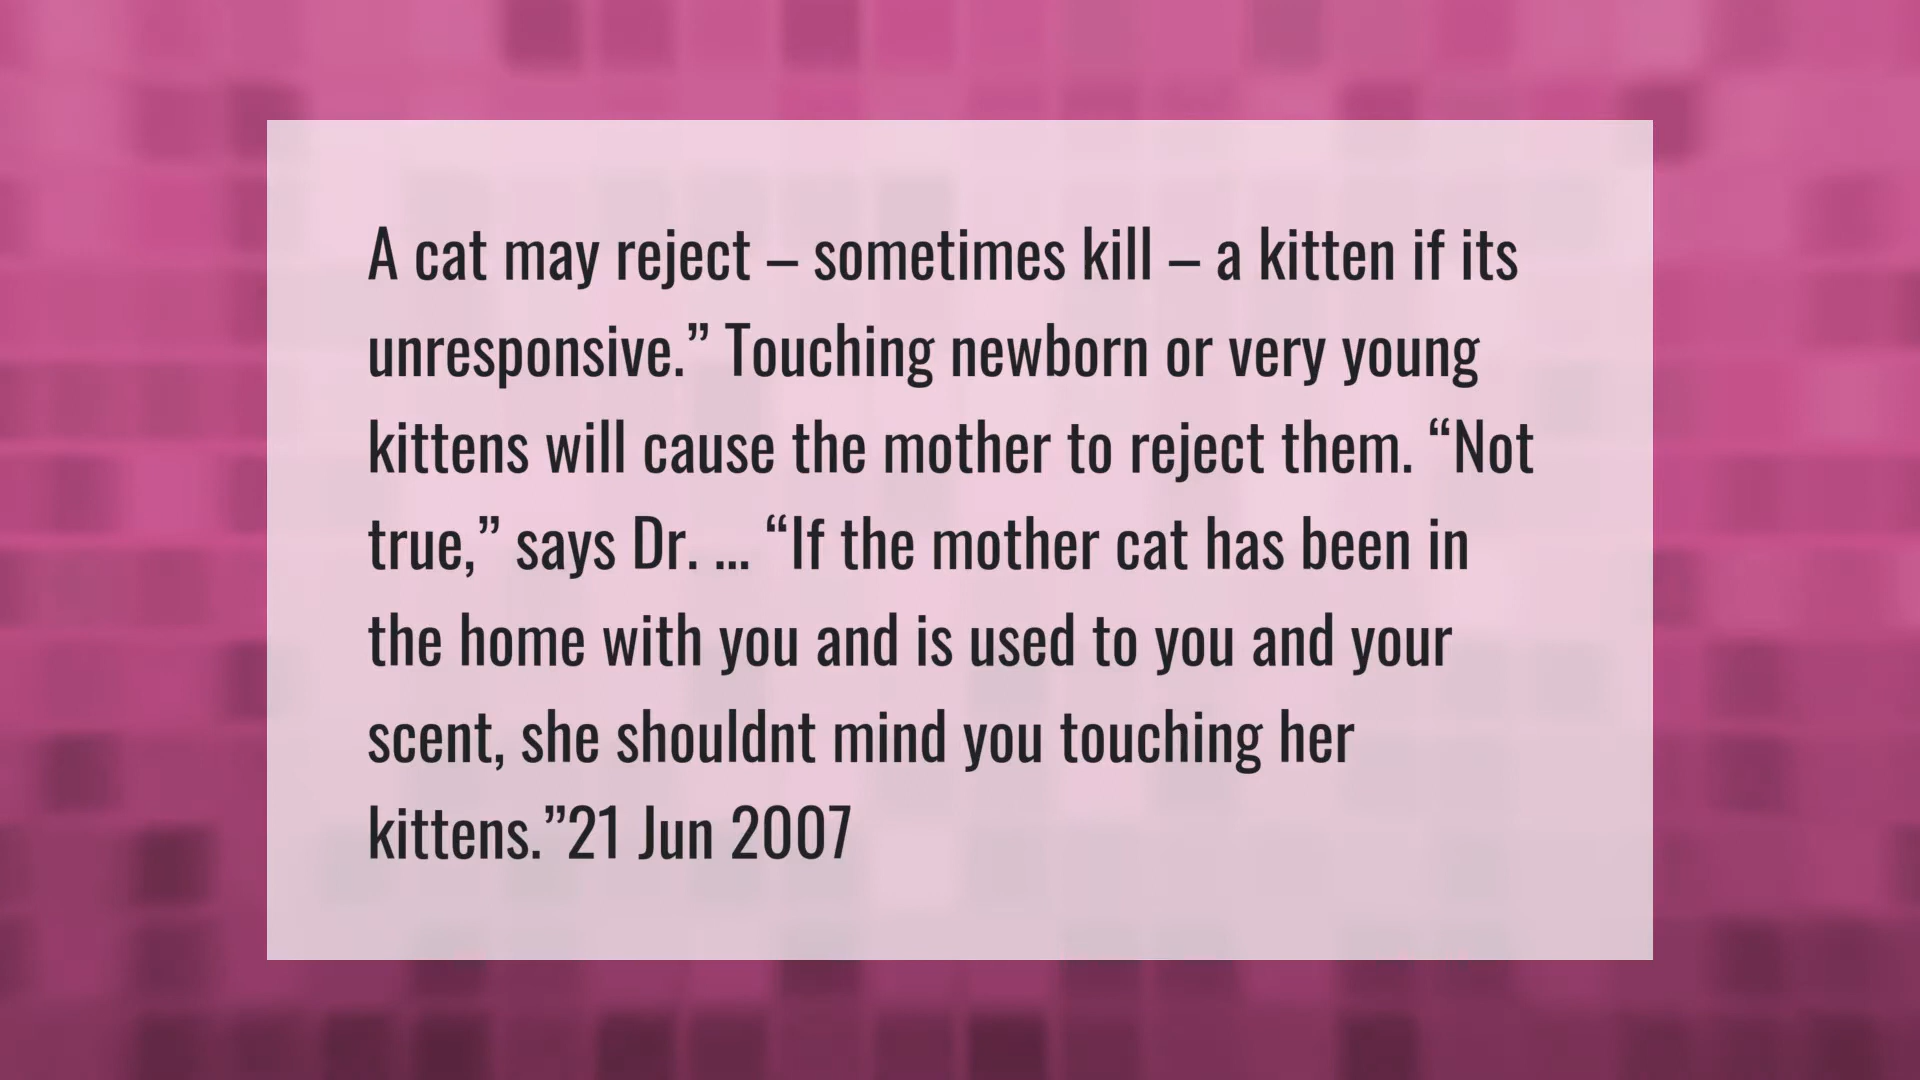 A cat may reject – sometimes kill – a kitten if its
unresponsive.” Touching newborn or very young
kittens will cause the mother to reject them. “Not
true,” says Dr. ... “If the mother cat has been in
the home with you and is used to you and your
scent, she shouldnt mind you touching her
kittens.”21 Jun 2007